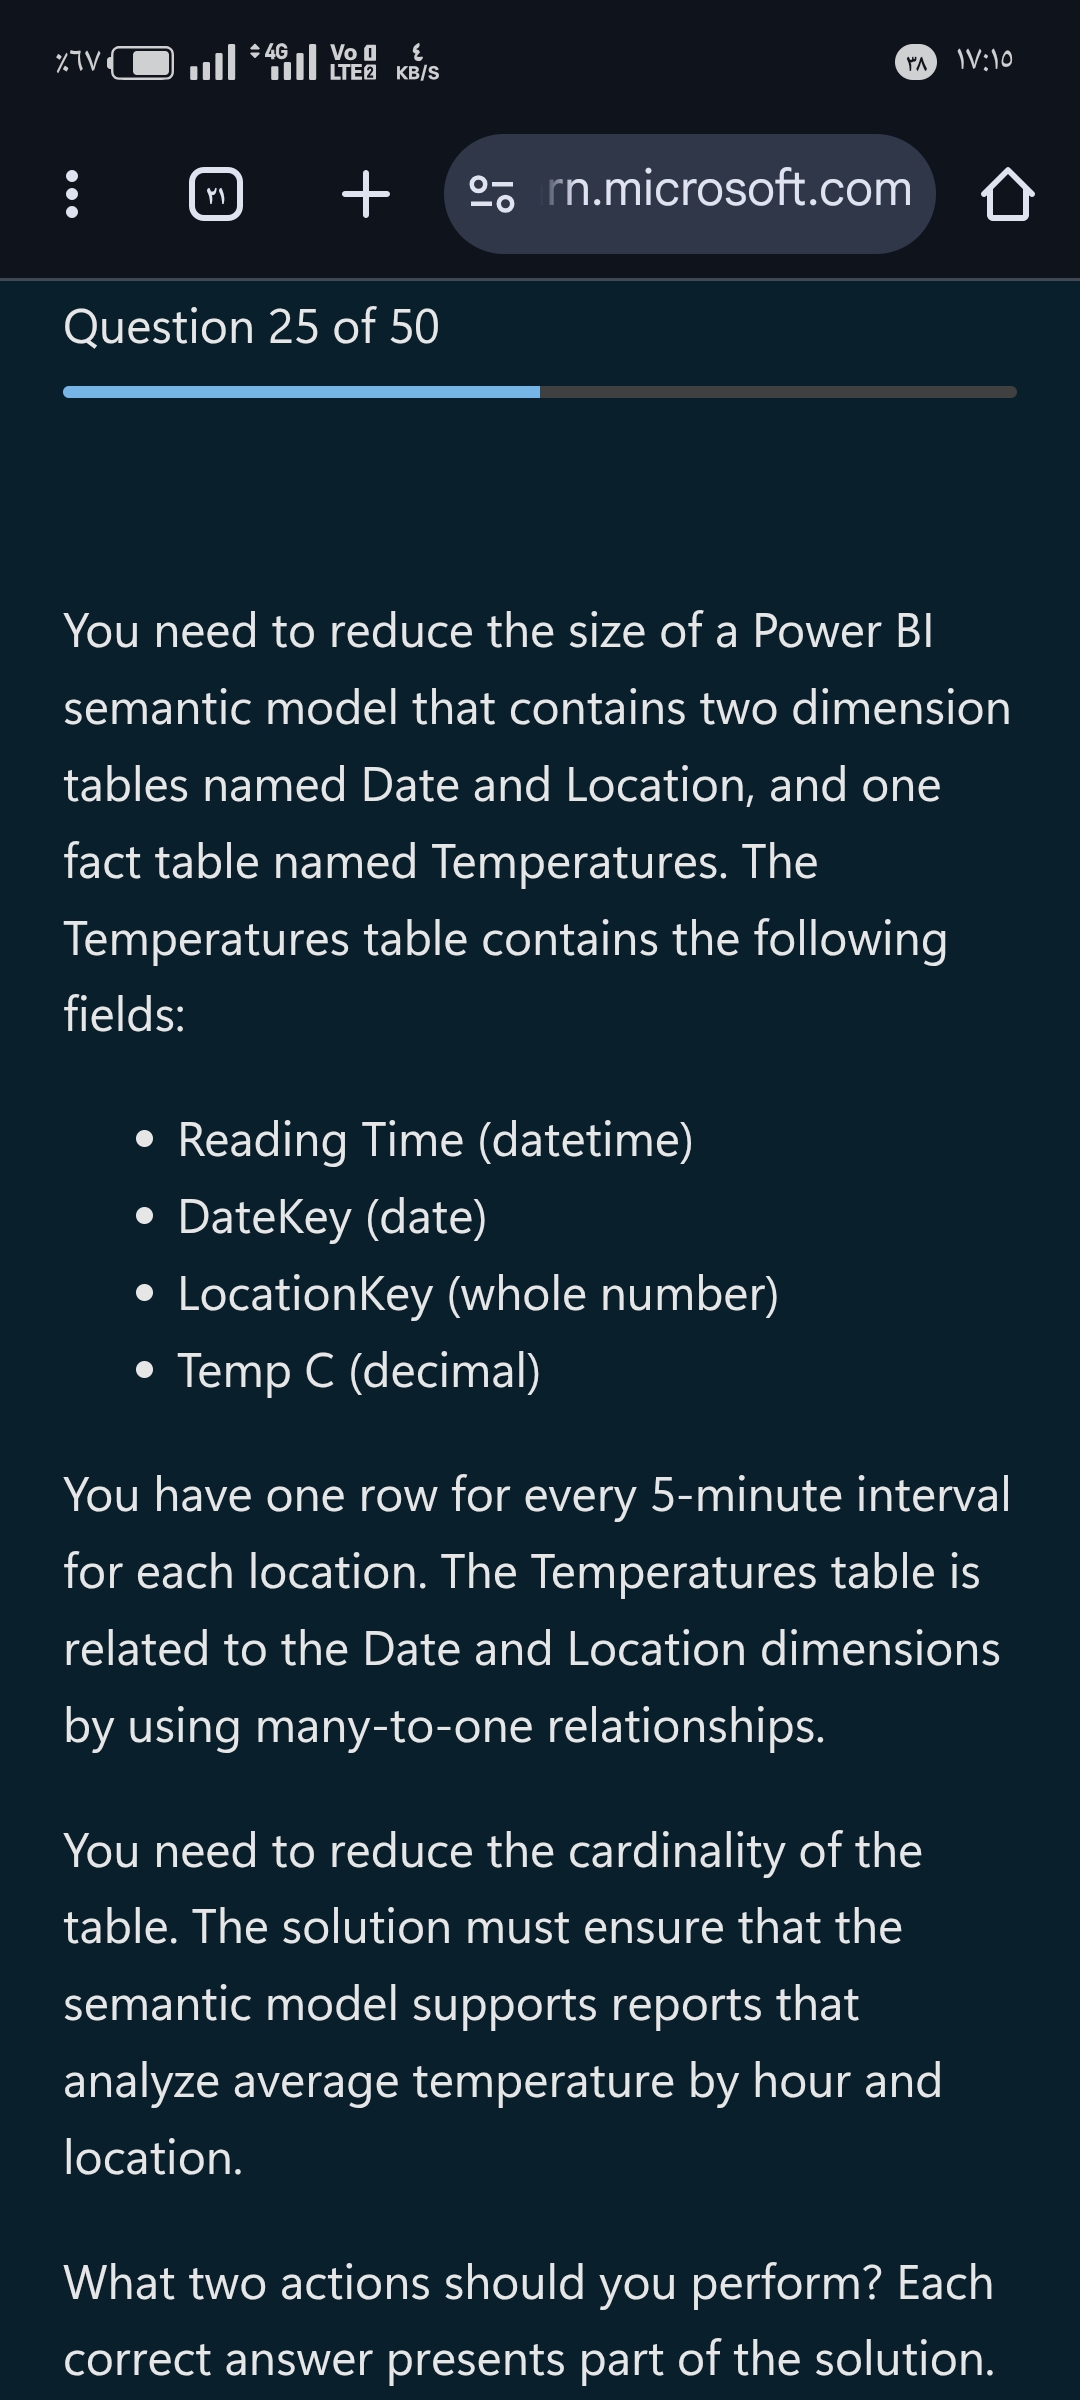 ٪٦٧ 4G Vo 1 LTE 2 ٤ KB/S ٣٨ ١٧:١٥
٢١ rn.microsoft.com
Question 25 of 50
You need to reduce the size of a Power BI
semantic model that contains two dimension
tables named Date and Location, and one
fact table named Temperatures. The
Temperatures table contains the following
fields:
• Reading Time (datetime)
• DateKey (date)
• LocationKey (whole number)
• Temp C (decimal)
You have one row for every 5-minute interval
for each location. The Temperatures table is
related to the Date and Location dimensions
by using many-to-one relationships.
You need to reduce the cardinality of the
table. The solution must ensure that the
semantic model supports reports that
analyze average temperature by hour and
location.
What two actions should you perform? Each
correct answer presents part of the solution.